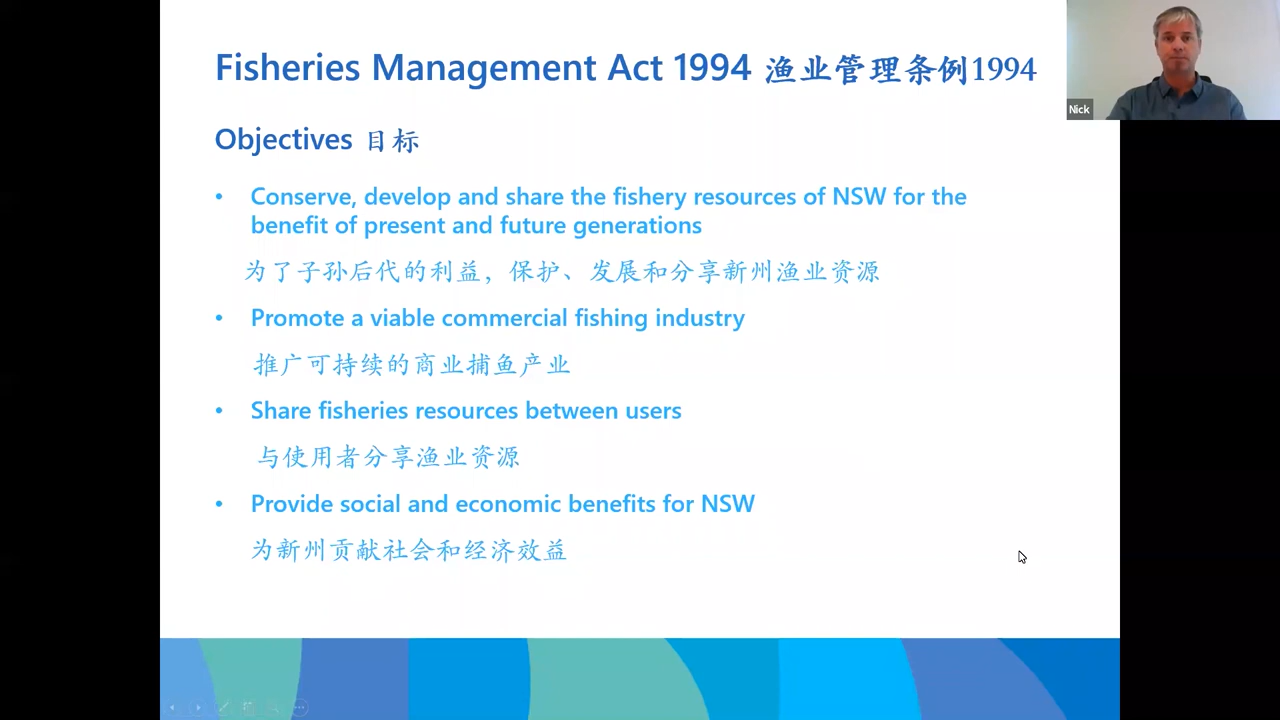 Fisheries Management Act 1994 渔业管理条例1994
Nick
Objectives 目标
• Conserve, develop and share the fishery resources of NSW for the
benefit of present and future generations
为了子孙后代的利益，保护、发展和分享新州渔业资源
• Promote a viable commercial fishing industry
推广可持续的商业捕鱼产业
• Share fisheries resources between users
与使用者分享渔业资源
• Provide social and economic benefits for NSW
为新州贡献社会和经济效益